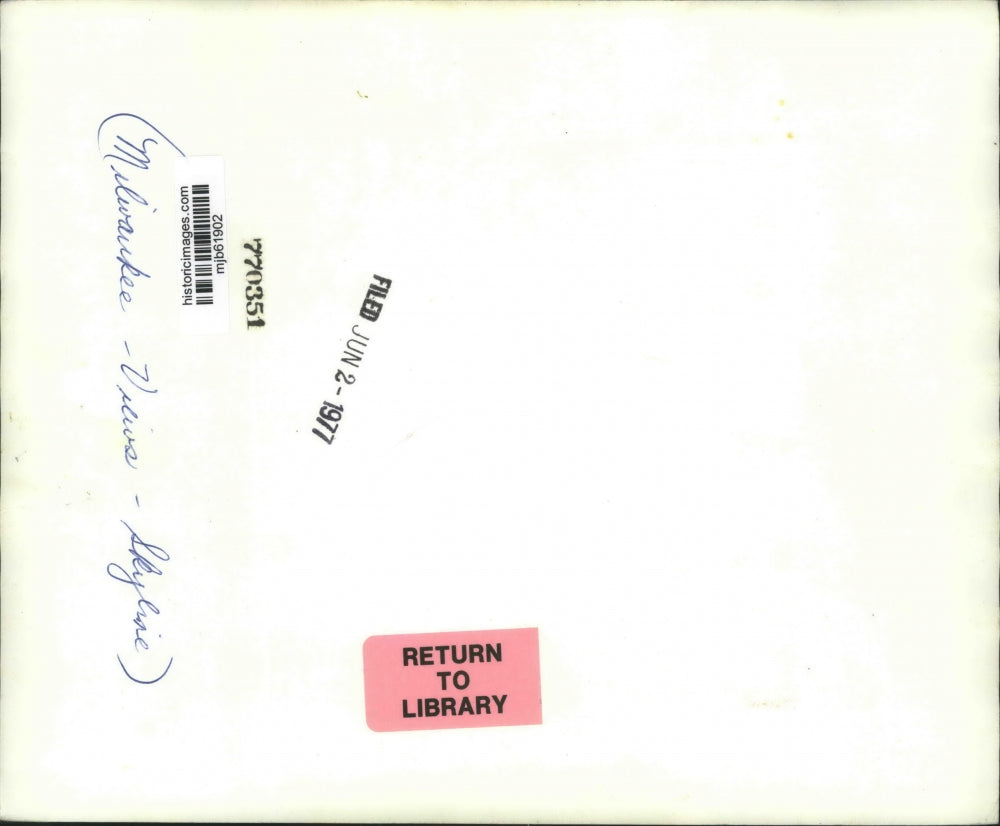 (Milwaukee - Views - Skyline)
historicimages.com
mjb61902
770351
FILED JUN 2 - 1977
RETURN
TO
LIBRARY